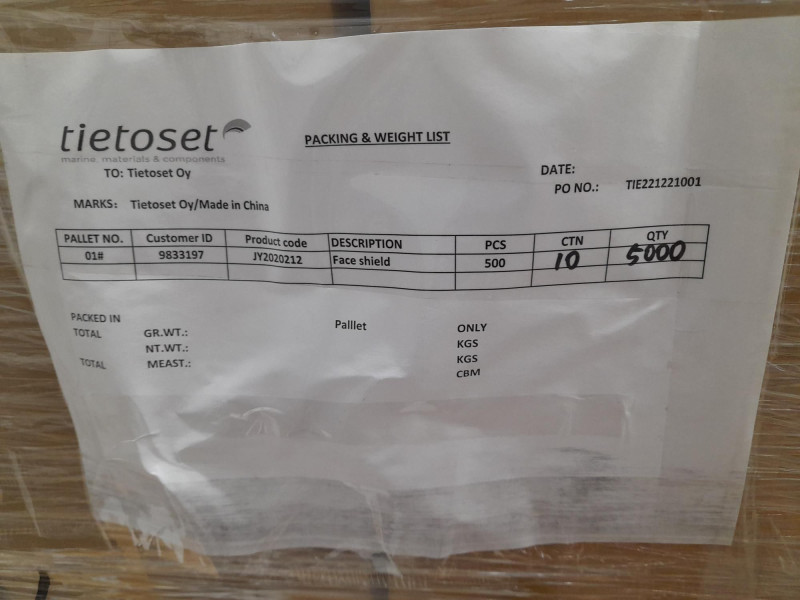 tietoset
marine, materials & components
PACKING & WEIGHT LIST
TO: Tietoset Oy
DATE:
PO NO.: TIE221221001
MARKS: Tietoset Oy/Made in China
PALLET NO. Customer ID Product code DESCRIPTION PCS CTN QTY
01# 9833197 JY2020212 Face shield 500 10 5000
PACKED IN Palllet ONLY
TOTAL GR.WT.: KGS
NT.WT.: KGS
TOTAL MEAST.: CBM